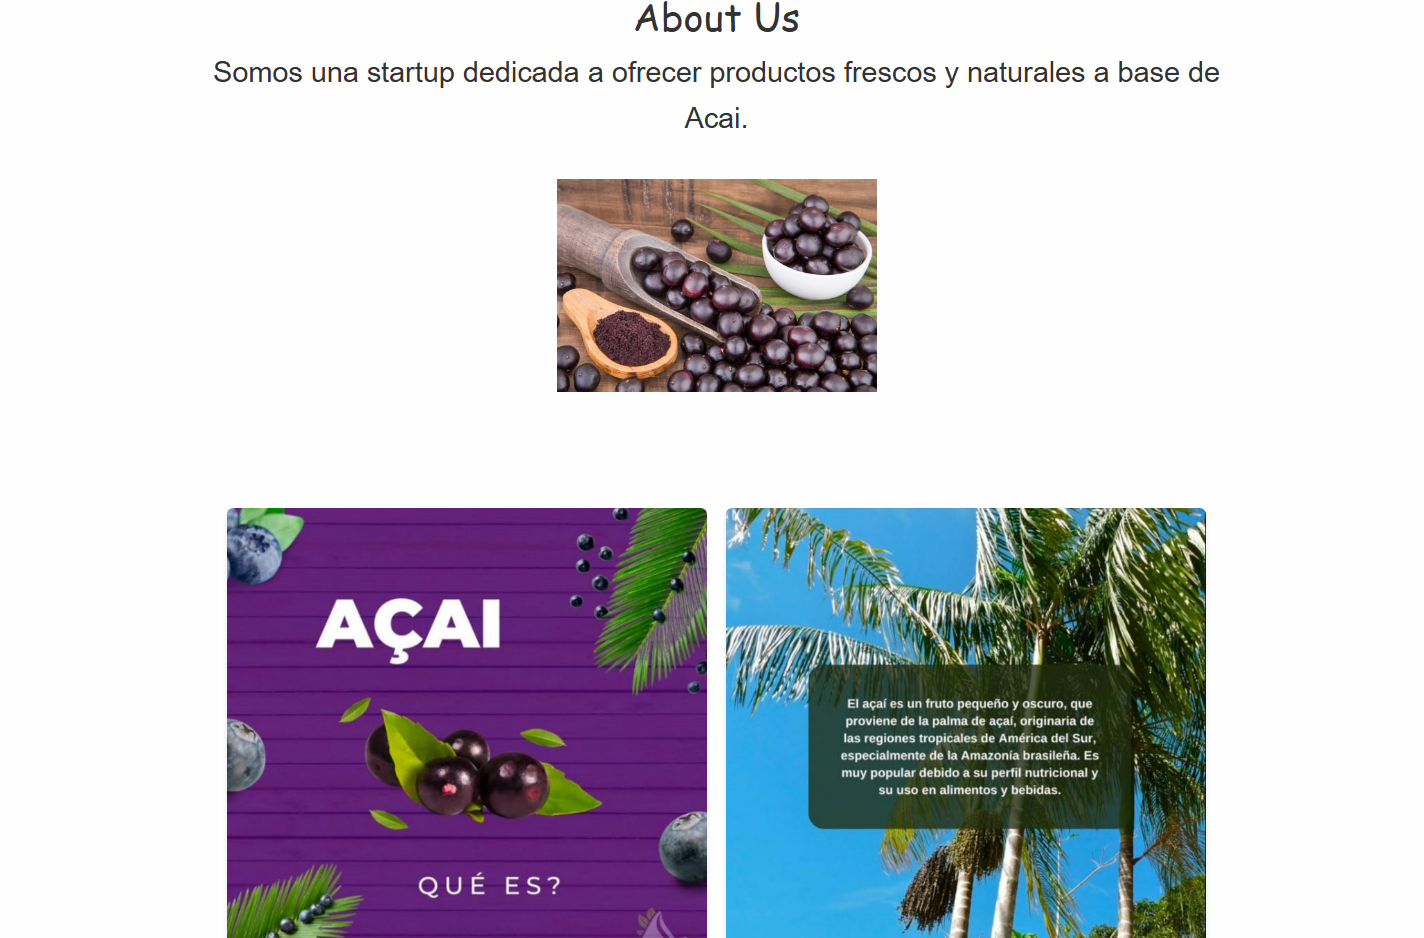 About Us
Somos una startup dedicada a ofrecer productos frescos y naturales a base de
Acai.
AÇAI
QUÉ ES?
El açaí es un fruto pequeño y oscuro, que
proviene de la palma de açaí, originaria de
las regiones tropicales de América del Sur,
especialmente de la Amazonía brasileña. Es
muy popular debido a su perfil nutricional y
su uso en alimentos y bebidas.